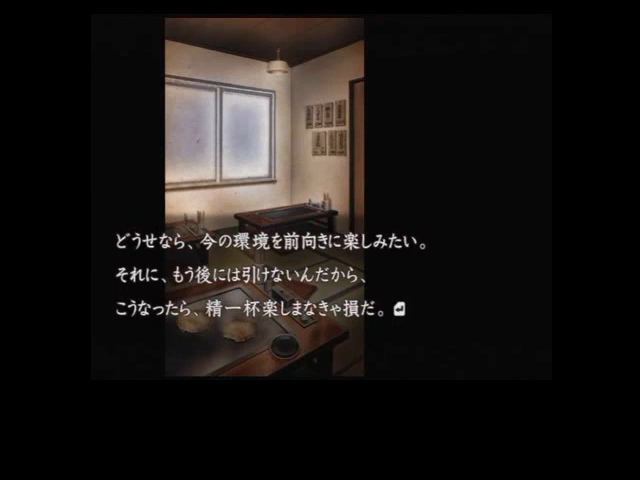 どうせなら、今の環境を前向きに楽しみたい。
それに、もう後には引けないんだから、
こうなったら、精一杯楽しまなきゃ損だ。